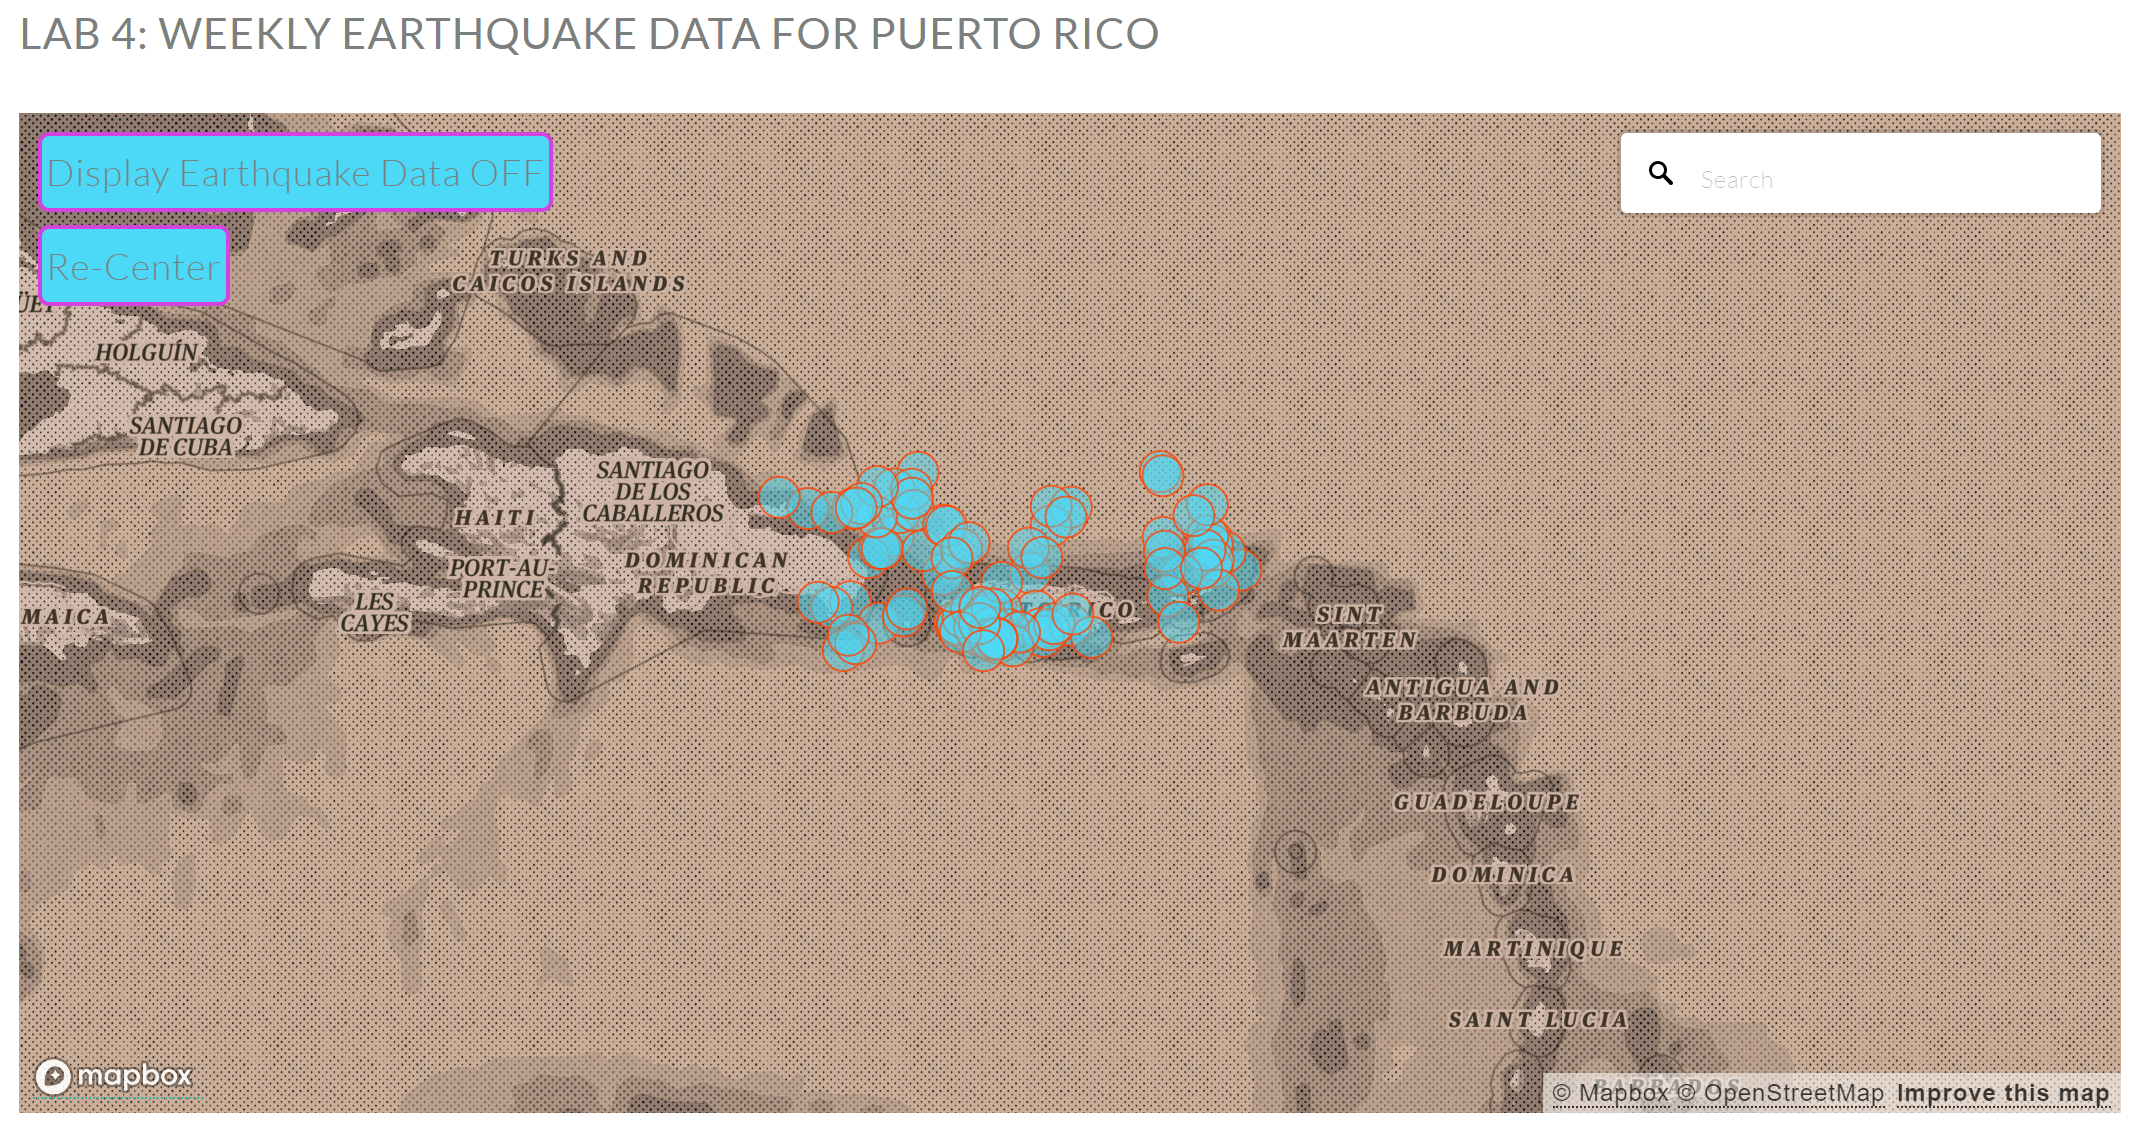 LAB 4: WEEKLY EARTHQUAKE DATA FOR PUERTO RICO
Display Earthquake Data OFF
Search
Re-Center
TURKS AND
CAICOS ISLANDS
HOLGUÍN
SANTIAGO
DE CUBA
SANTIAGO
DE LOS
CABALLEROS
HAITI
DOMINICAN
REPUBLIC
PORT-AU-
PRINCE
LES
CAYES
MAICA
RICO
SINT
MAARTEN
ANTIGUA AND
BARBUDA
GUADELOUPE
DOMINICA
MARTINIQUE
SAINT LUCIA
BARBADOS
mapbox
© Mapbox © OpenStreetMap Improve this map